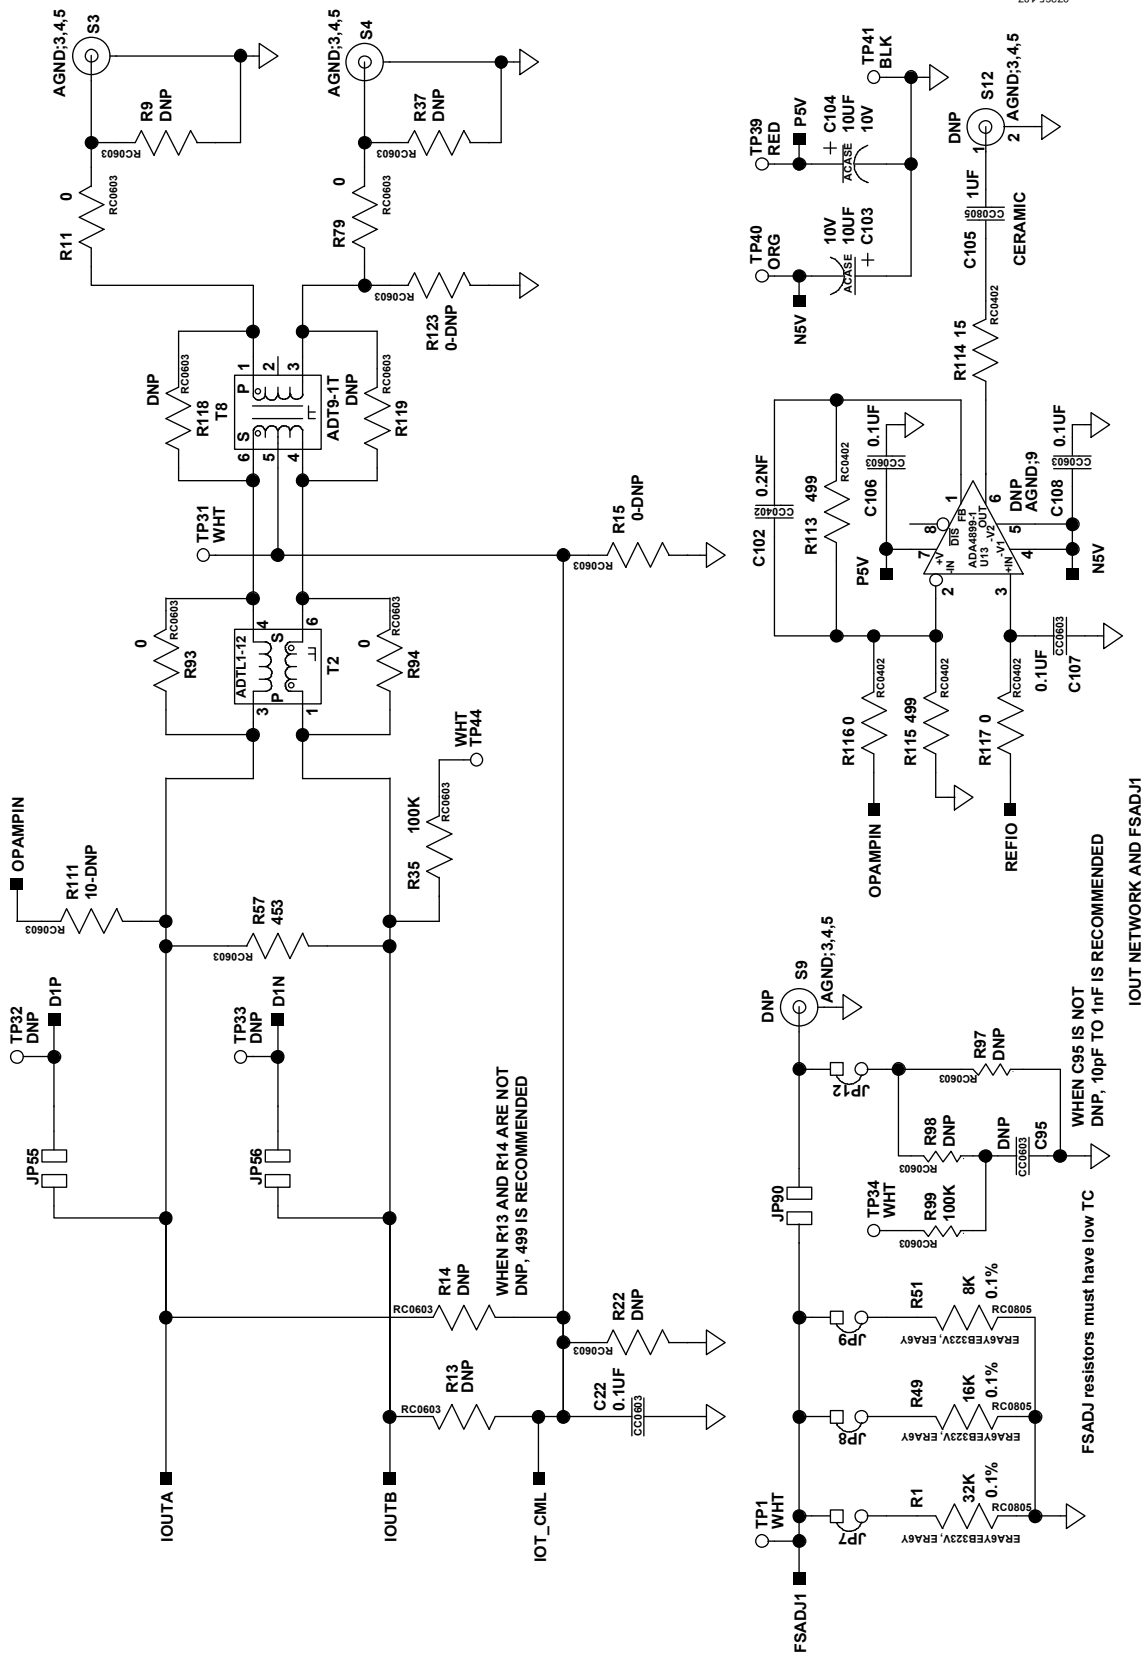 AGND;3,4,5
S3
R9
DNP
RC0603
R11
0
RC0603
AGND;3,4,5
S4
R37
DNP
RC0603
R79
0
RC0603
RC0603
R123
0-DNP
DNP
R118
RC0603
T8
P
S
1
2
3
6
5
4
ADT9-1T
DNP
R119
RC0603
TP31
WHT
RC0603
R15
0-DNP
0
R93
RC0603
ADTL1-12
4
6
3
1
S
P
T2
0
R94
RC0603
WHT
TP44
100K
R35
RC0603
OPAMPIN
R111
10-DNP
RC0603
R57
453
RC0603
TP32
DNP
D1P
JP55
TP33
DNP
D1N
JP56
WHEN R13 AND R14 ARE NOT
DNP, 499 IS RECOMMENDED
R14
DNP
RC0603
R13
DNP
RC0603
R22
DNP
RC0603
C22
0.1UF
CC0603
IOUTA
IOUTB
IOT_CML
TP41
BLK
TP39
RED
P5V
C104
10UF
10V
+
ACASE
TP40
ORG
N5V
10V
10UF
C103
+
ACASE
DNP
S12
AGND;3,4,5
1
2
1UF
CC0805
C105
CERAMIC
R114 15
RC0402
0.2NF
CC0402
C102
499
R113
RC0402
P5V
C106
0.1UF
CC0603
N5V
C108
0.1UF
CC0603
DNP
AGND;9
ADA4899-1
U13
+V
-IN
DIS
FB
OUT
-V2
-V1
+IN
1
2
3
4
5
6
7
8
R116 0
RC0402
OPAMPIN
R115 499
RC0402
R117 0
RC0402
REFIO
0.1UF
CC0603
C107
DNP
S9
AGND;3,4,5
JP90
JP12
R97
DNP
RC0603
R98
DNP
RC0603
DNP
CC0603
C95
TP34
WHT
R99
100K
RC0603
WHEN C95 IS NOT
DNP, 10pF TO 1nF IS RECOMMENDED
JP9
R51
8K
0.1%
RC0805
ERA6YEB323V, ERA6Y
JP8
R49
16K
0.1%
RC0805
ERA6YEB323V, ERA6Y
JP7
R1
32K
0.1%
RC0805
ERA6YEB323V, ERA6Y
TP1
WHT
FSADJ1
FSADJ resistors must have low TC
IOUT NETWORK AND FSADJ1